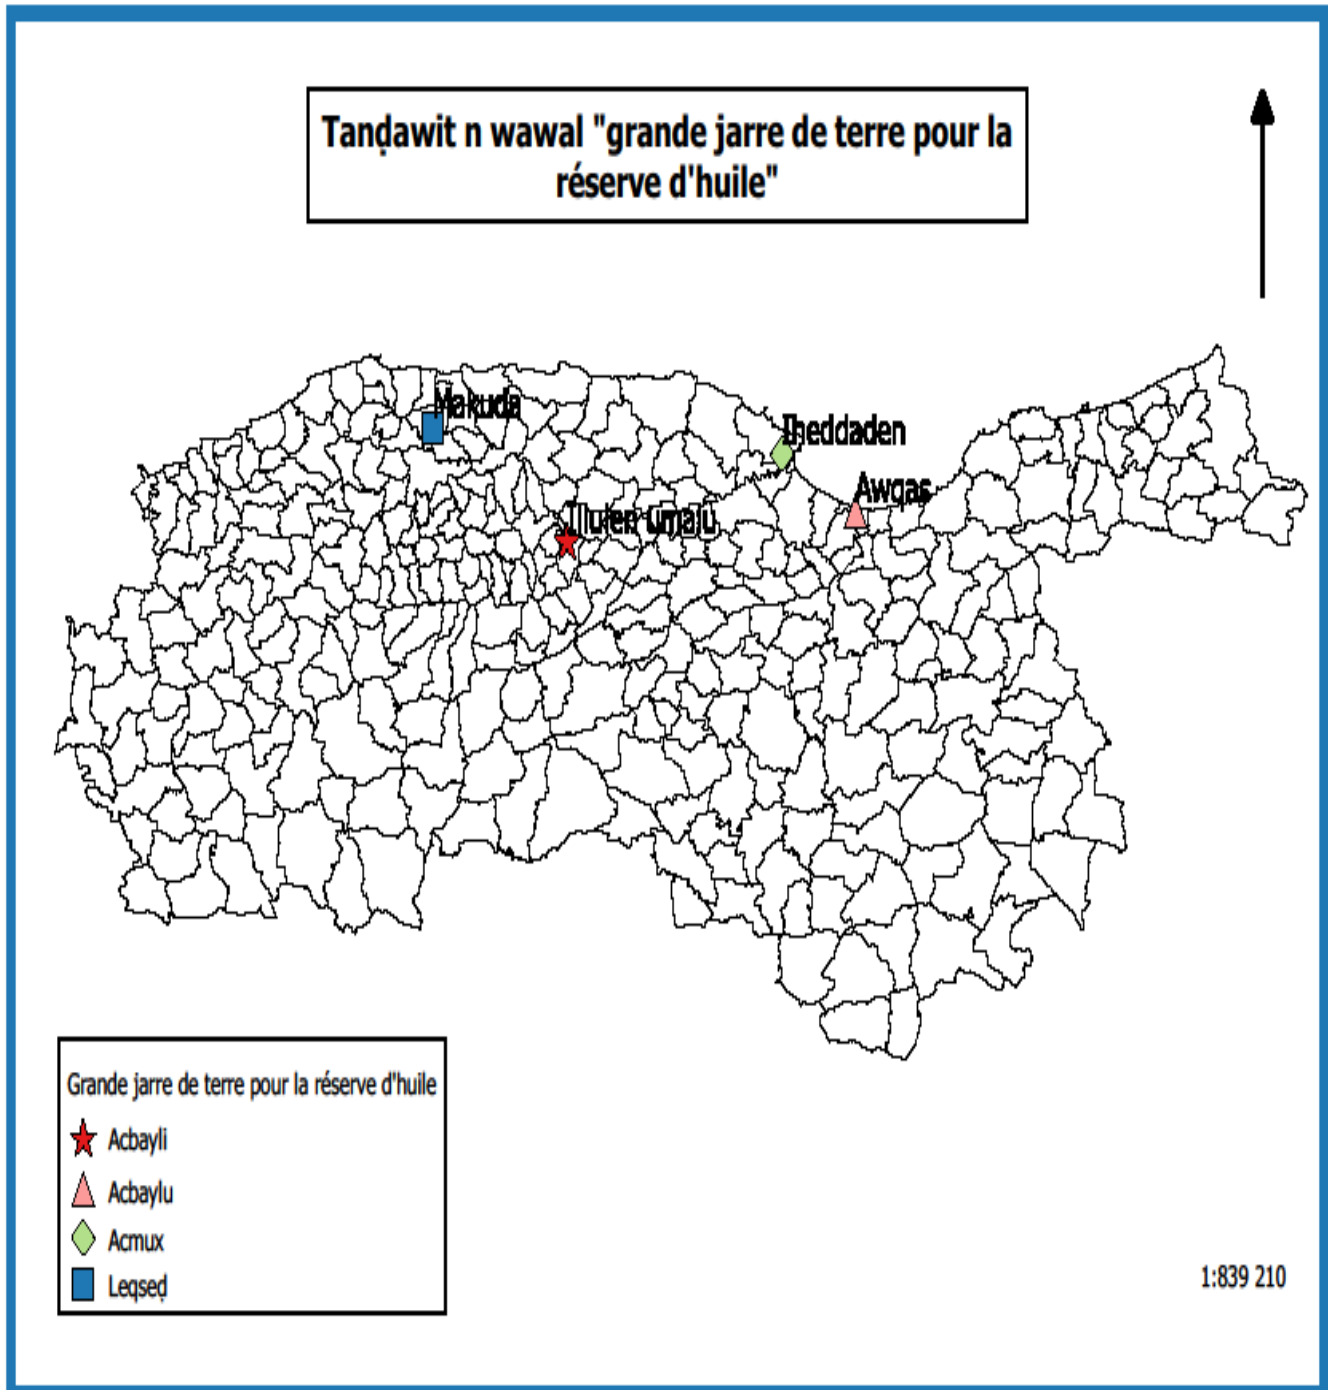 Tanḍawit n wawal "grande jarre de terre pour la
réserve d'huile"
Makuda
Iheddaden
Awqas
Illulen Umalu
Grande jarre de terre pour la réserve d'huile
Acbayli
Acbaylu
Acmux
Leqseḍ
1:839 210